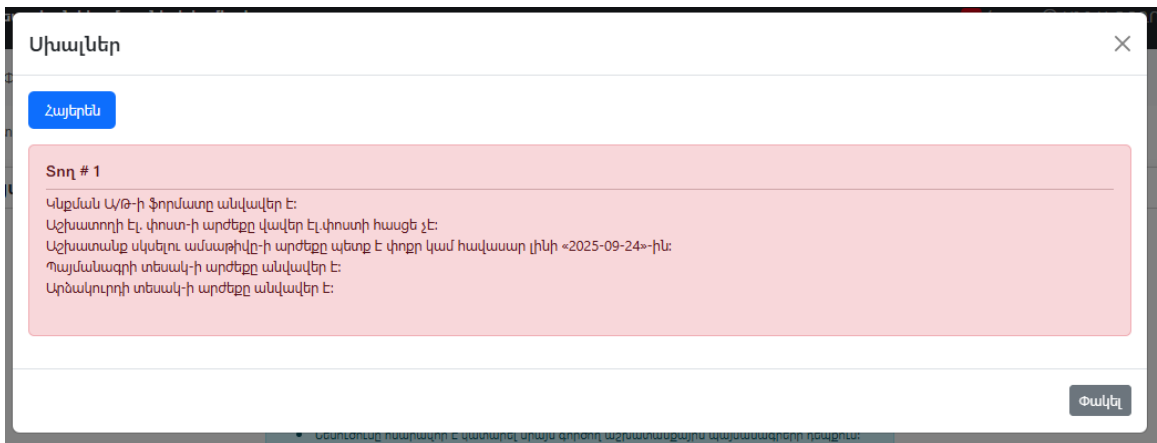 Սխալներ
Հայերեն
Տող # 1
Կնքման Ա/Թ-ի ֆորմատը անվավեր է:
Աշխատողի Էլ. փոստ-ի արժեքը վավեր էլ.փոստի հասցե չէ:
Աշխատանք սկսելու ամսաթիվը-ի արժեքը պետք է փոքր կամ հավասար լինի «2025-09-24»-ին:
Պայմանագրի տեսակ-ի արժեքը անվավեր է:
Արձակուրդի տեսակ-ի արժեքը անվավեր է:
Փակել